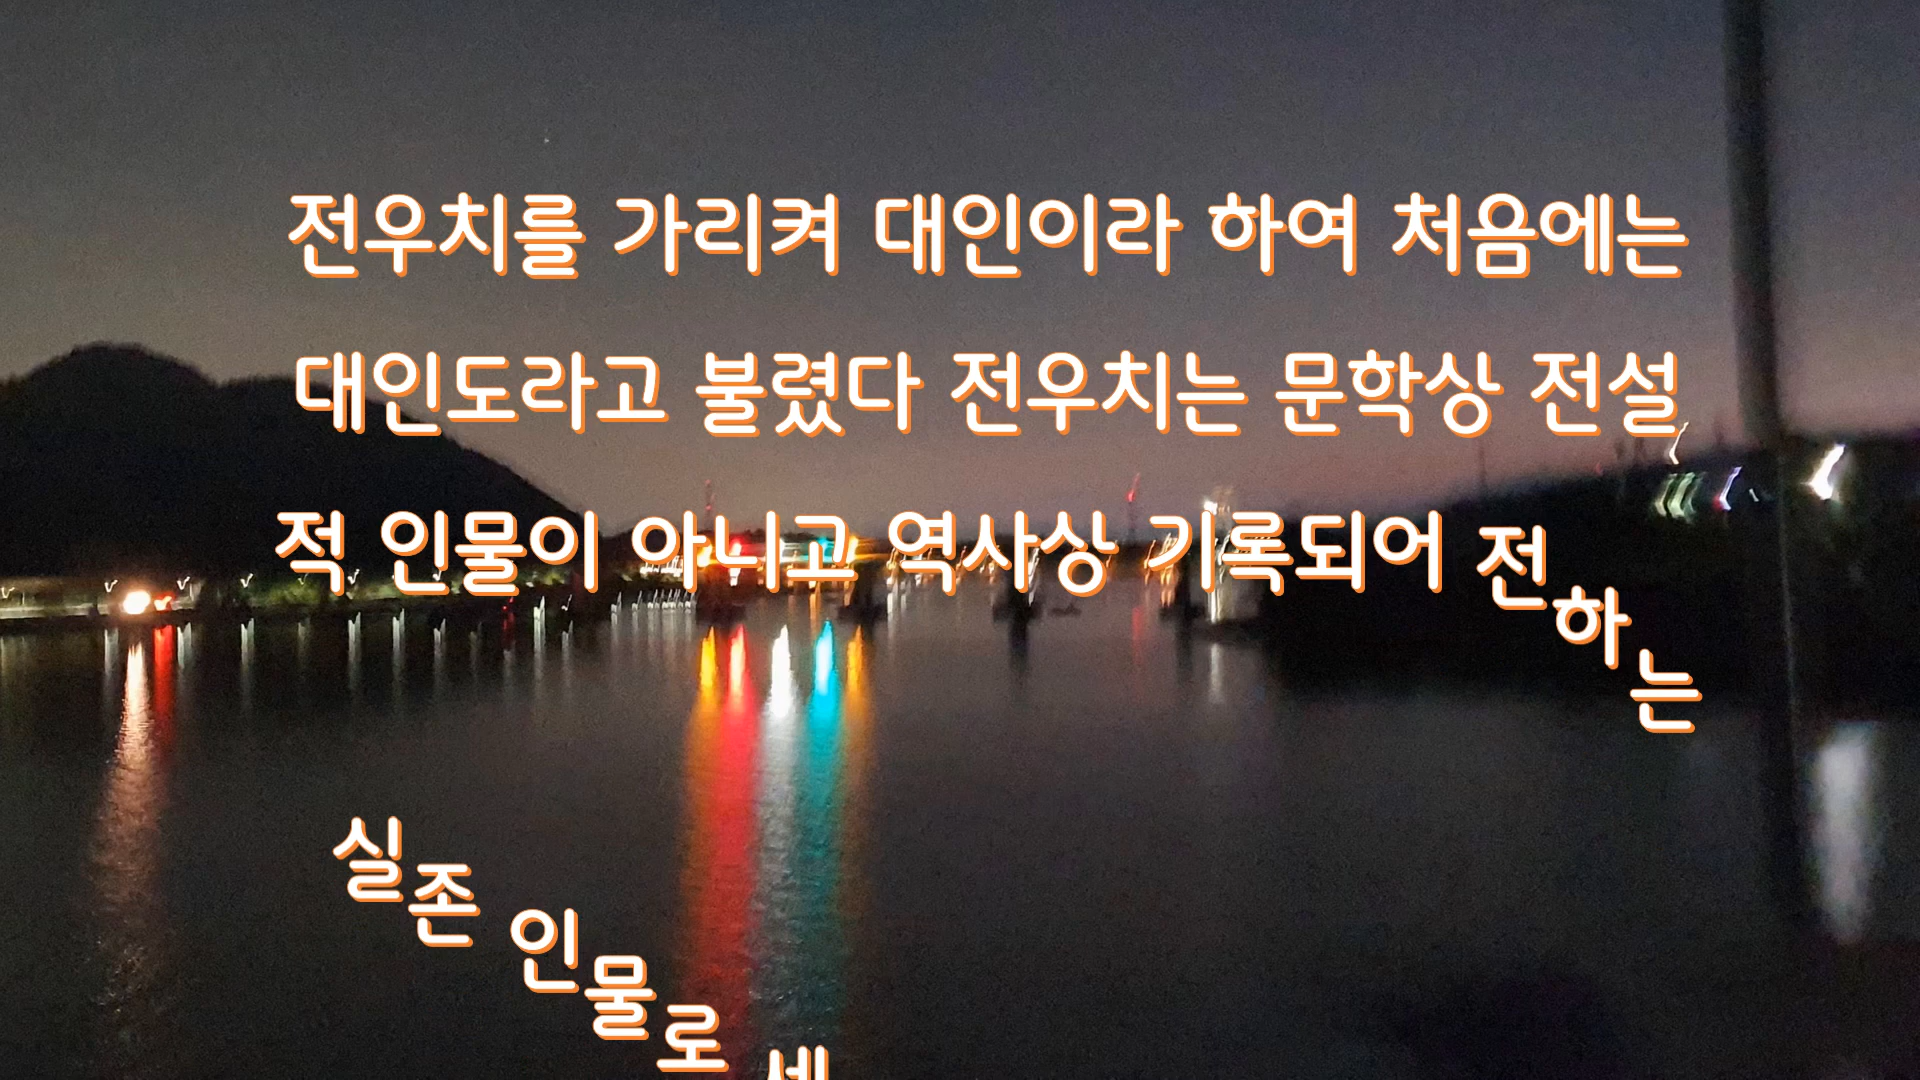 전우치를 가리켜 대인이라 하여 처음에는
대인도라고 불렸다 전우치는 문학상 전설
적 인물이 아니고 역사상 기록되어 전하는
실존 인물로